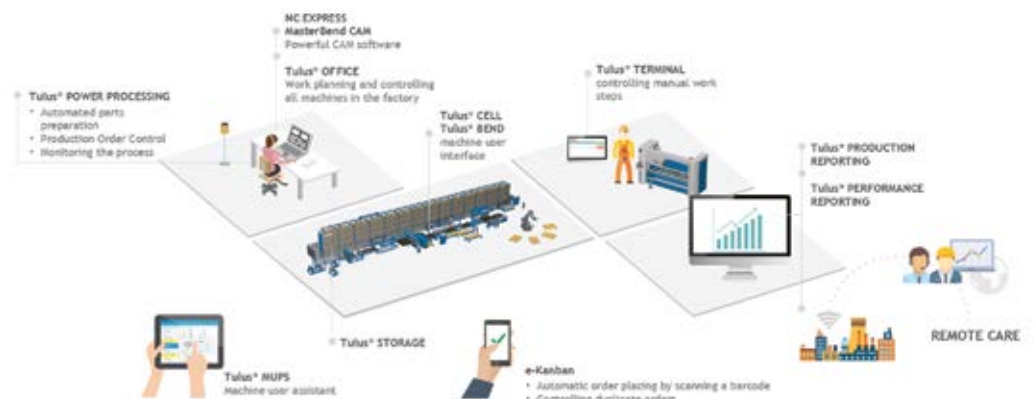 NC EXPRESS
MasterBend CAM
Powerful CAM software
Tulus® OFFICE
Work planning and controlling
all machines in the factory
Tulus® POWER PROCESSING
• Automated parts
preparation
• Production Order Control
• Monitoring the process
Tulus® CELL
Tulus® BEND
machine user
interface
Tulus® TERMINAL
controlling manual work
steps
Tulus® PRODUCTION
REPORTING
Tulus® PERFORMANCE
REPORTING
REMOTE CARE
Tulus® STORAGE
Tulus® MUPS
Machine user assistant
e-Kanban
• Automatic order placing by scanning a barcode
• Controlling duplicate orders